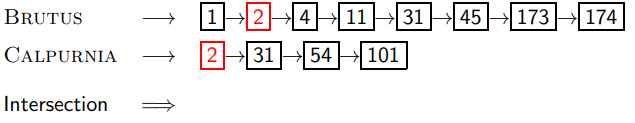 Brutus ⟶ 1 → 2 → 4 → 11 → 31 → 45 → 173 → 174
Calpurnia ⟶ 2 → 31 → 54 → 101
Intersection ⟹